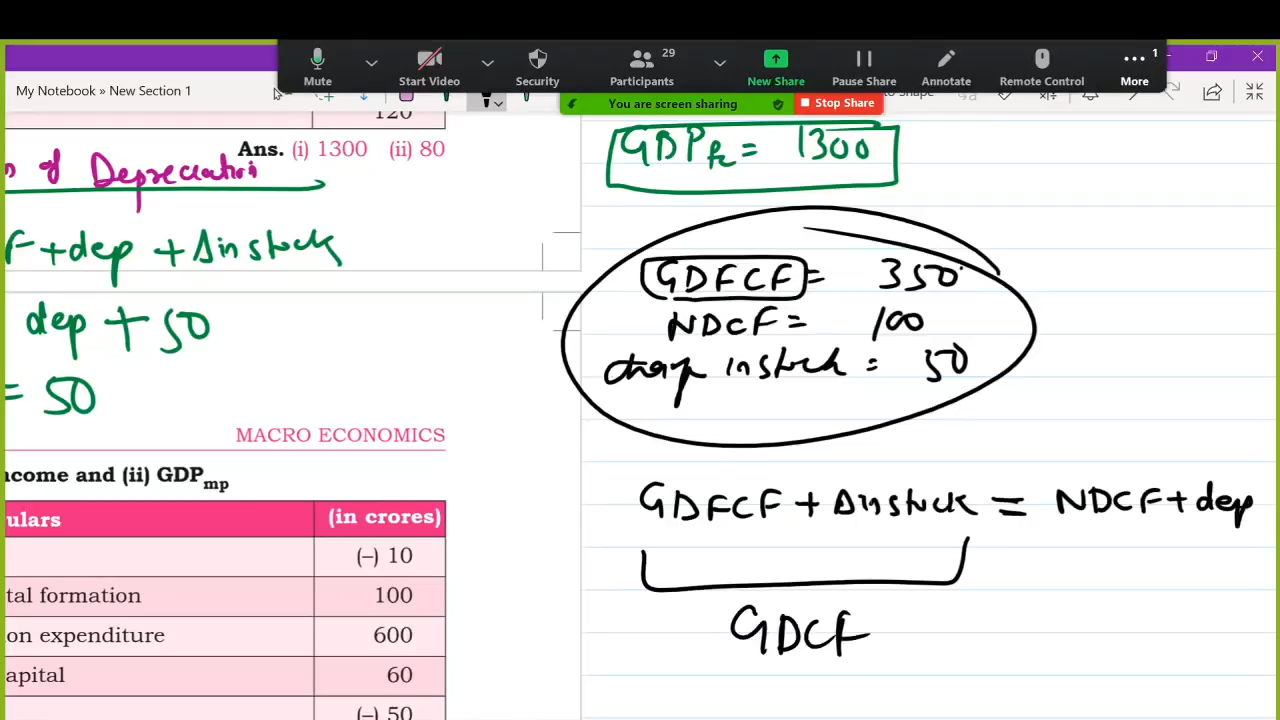 29
1
Mute
Start Video
Security
Participants
New Share
Pause Share
Annotate
Remote Control
More
My Notebook » New Section 1
You are screen sharing
Stop Share
120
Ans. (i) 1300 (ii) 80
of Depreciation
F + dep + Δ in stock
dep + 50
= 50
MACRO ECONOMICS
ncome and (ii) GDPmp
ulars (in crores)
(–) 10
tal formation 100
on expenditure 600
apital 60
(–) 50
GDPfc = 1300
GDFCF = 350
NDCF = 100
change in stock = 50
GDFCF + Δ in stock = NDCF + dep
GDCF